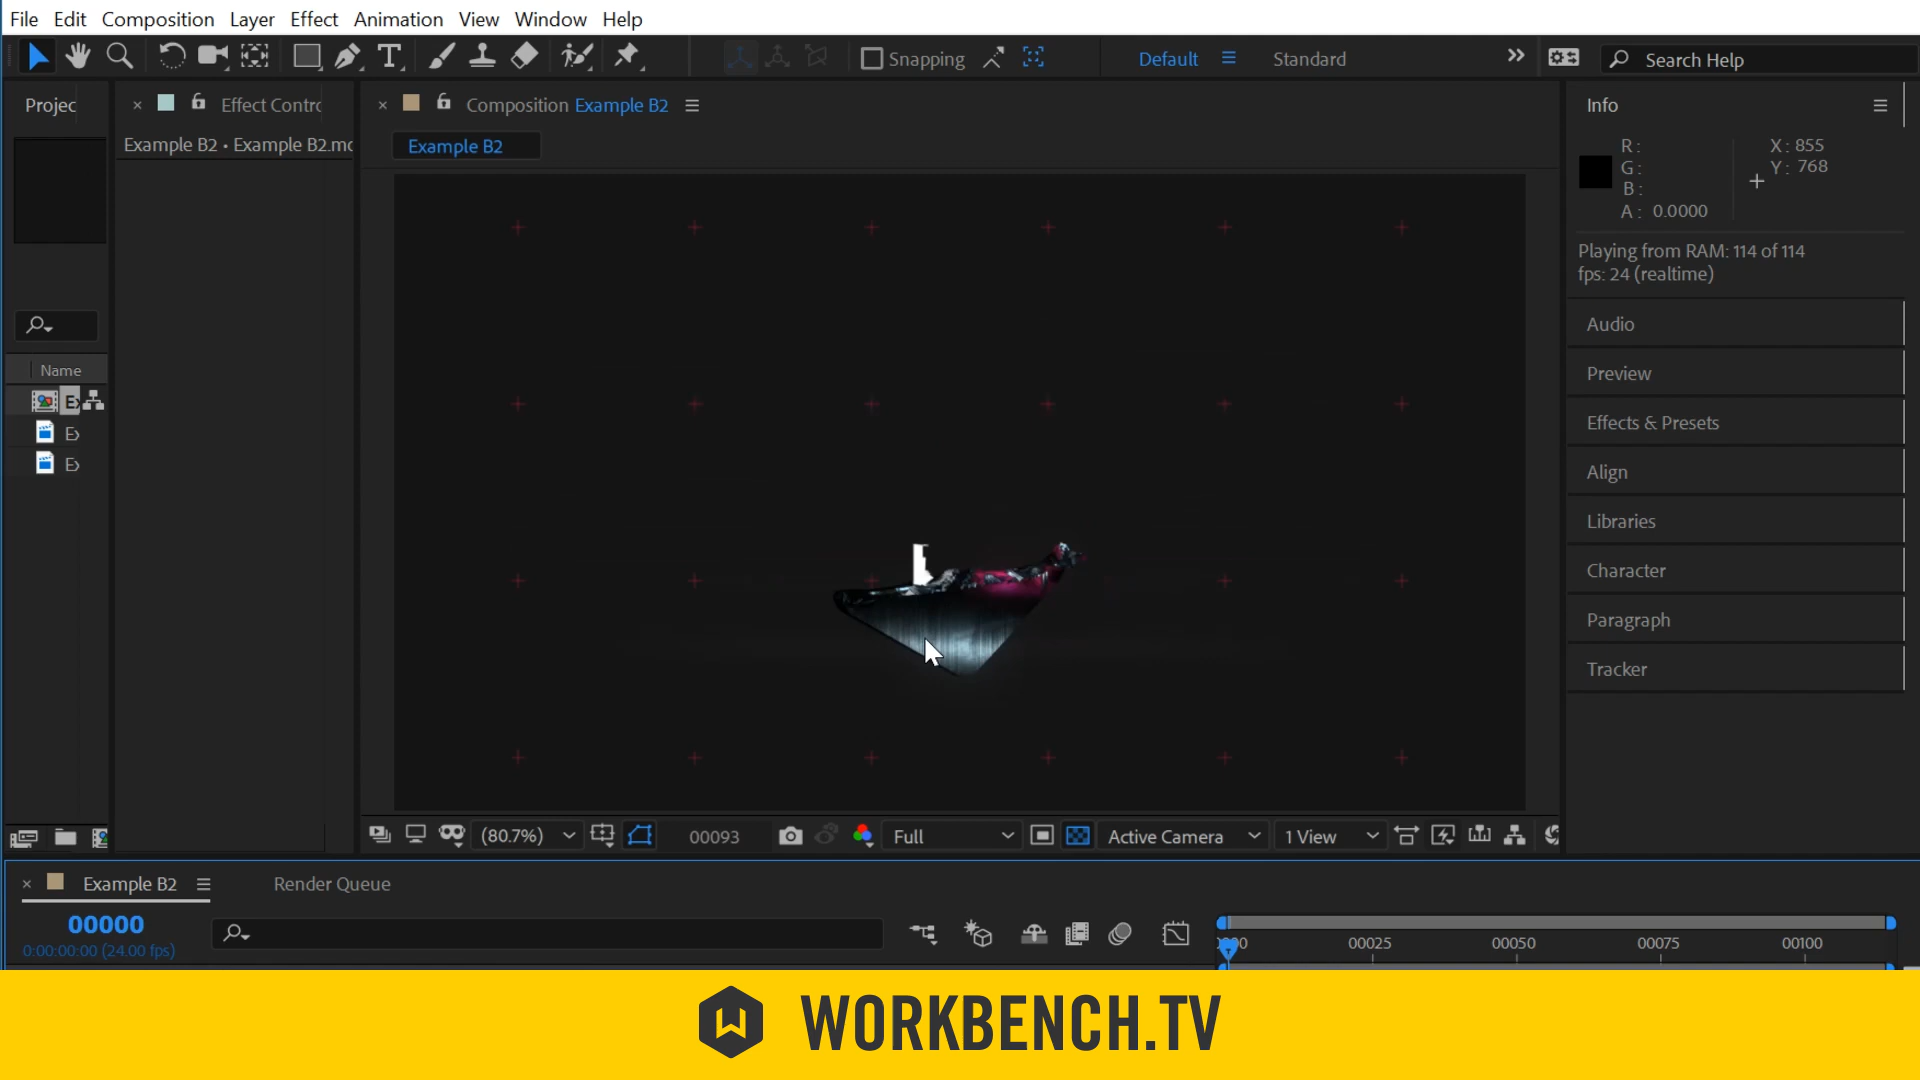 File Edit Composition Layer Effect Animation View Window Help
Snapping Default Standard Search Help
Projec
Effect Contro
Composition Example B2
Info
Example B2 • Example B2.mo
Example B2
R:
G:
B:
A: 0.0000
X: 855
Y: 768
Playing from RAM: 114 of 114
fps: 24 (realtime)
Audio
Preview
Effects & Presets
Align
Libraries
Character
Paragraph
Tracker
Name
Ex
Ex
Ex
(80.7%) 00093 Full Active Camera 1 View
Example B2 Render Queue
00000
0:00:00:00 (24.00 fps)
00025 00050 00075 00100
WORKBENCH.TV